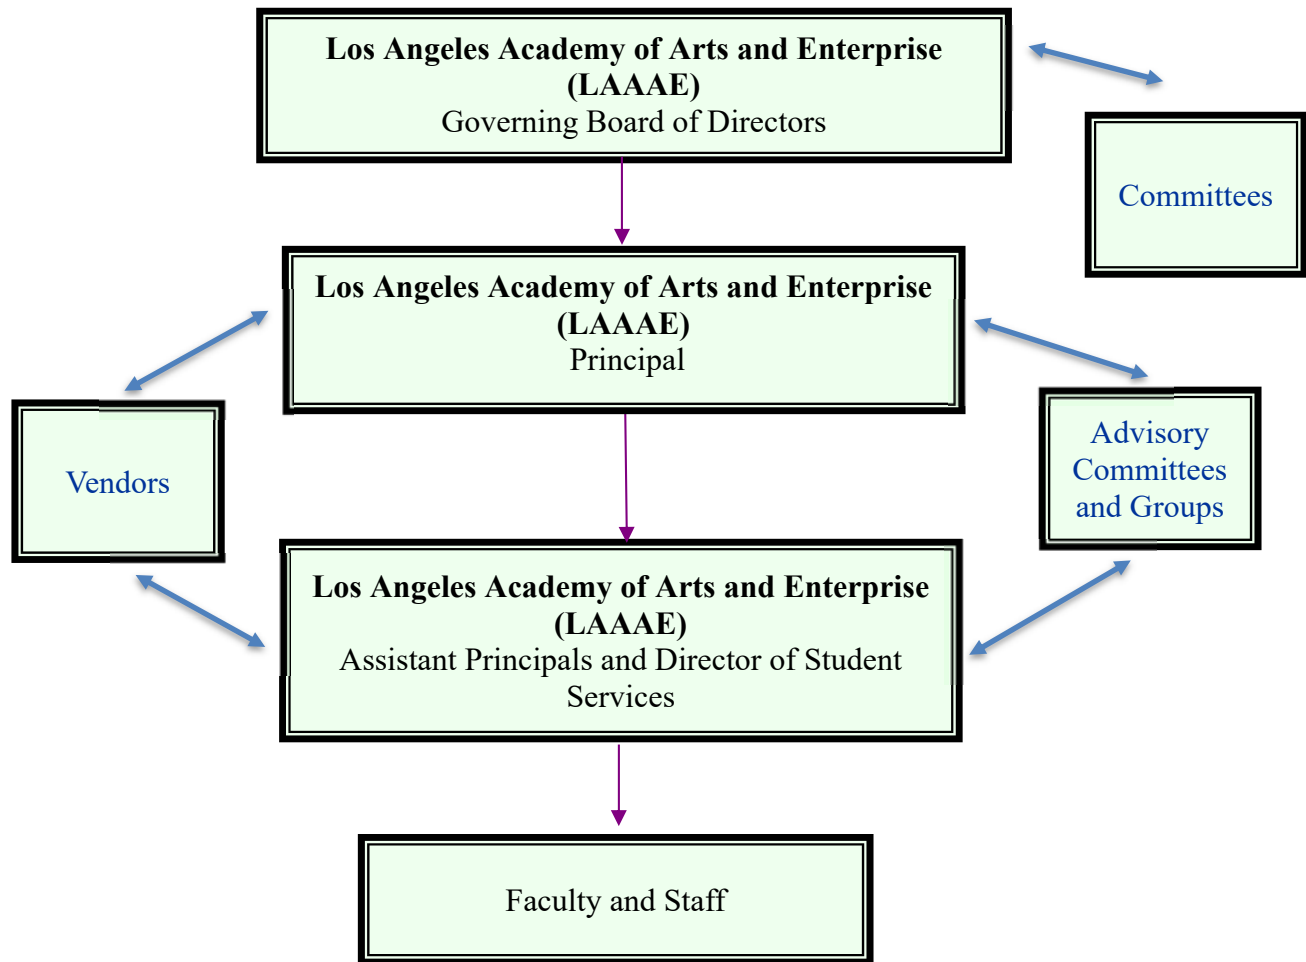 Los Angeles Academy of Arts and Enterprise
(LAAAE)
Governing Board of Directors
Committees
Los Angeles Academy of Arts and Enterprise
(LAAAE)
Principal
Vendors
Advisory
Committees
and Groups
Los Angeles Academy of Arts and Enterprise
(LAAAE)
Assistant Principals and Director of Student
Services
Faculty and Staff